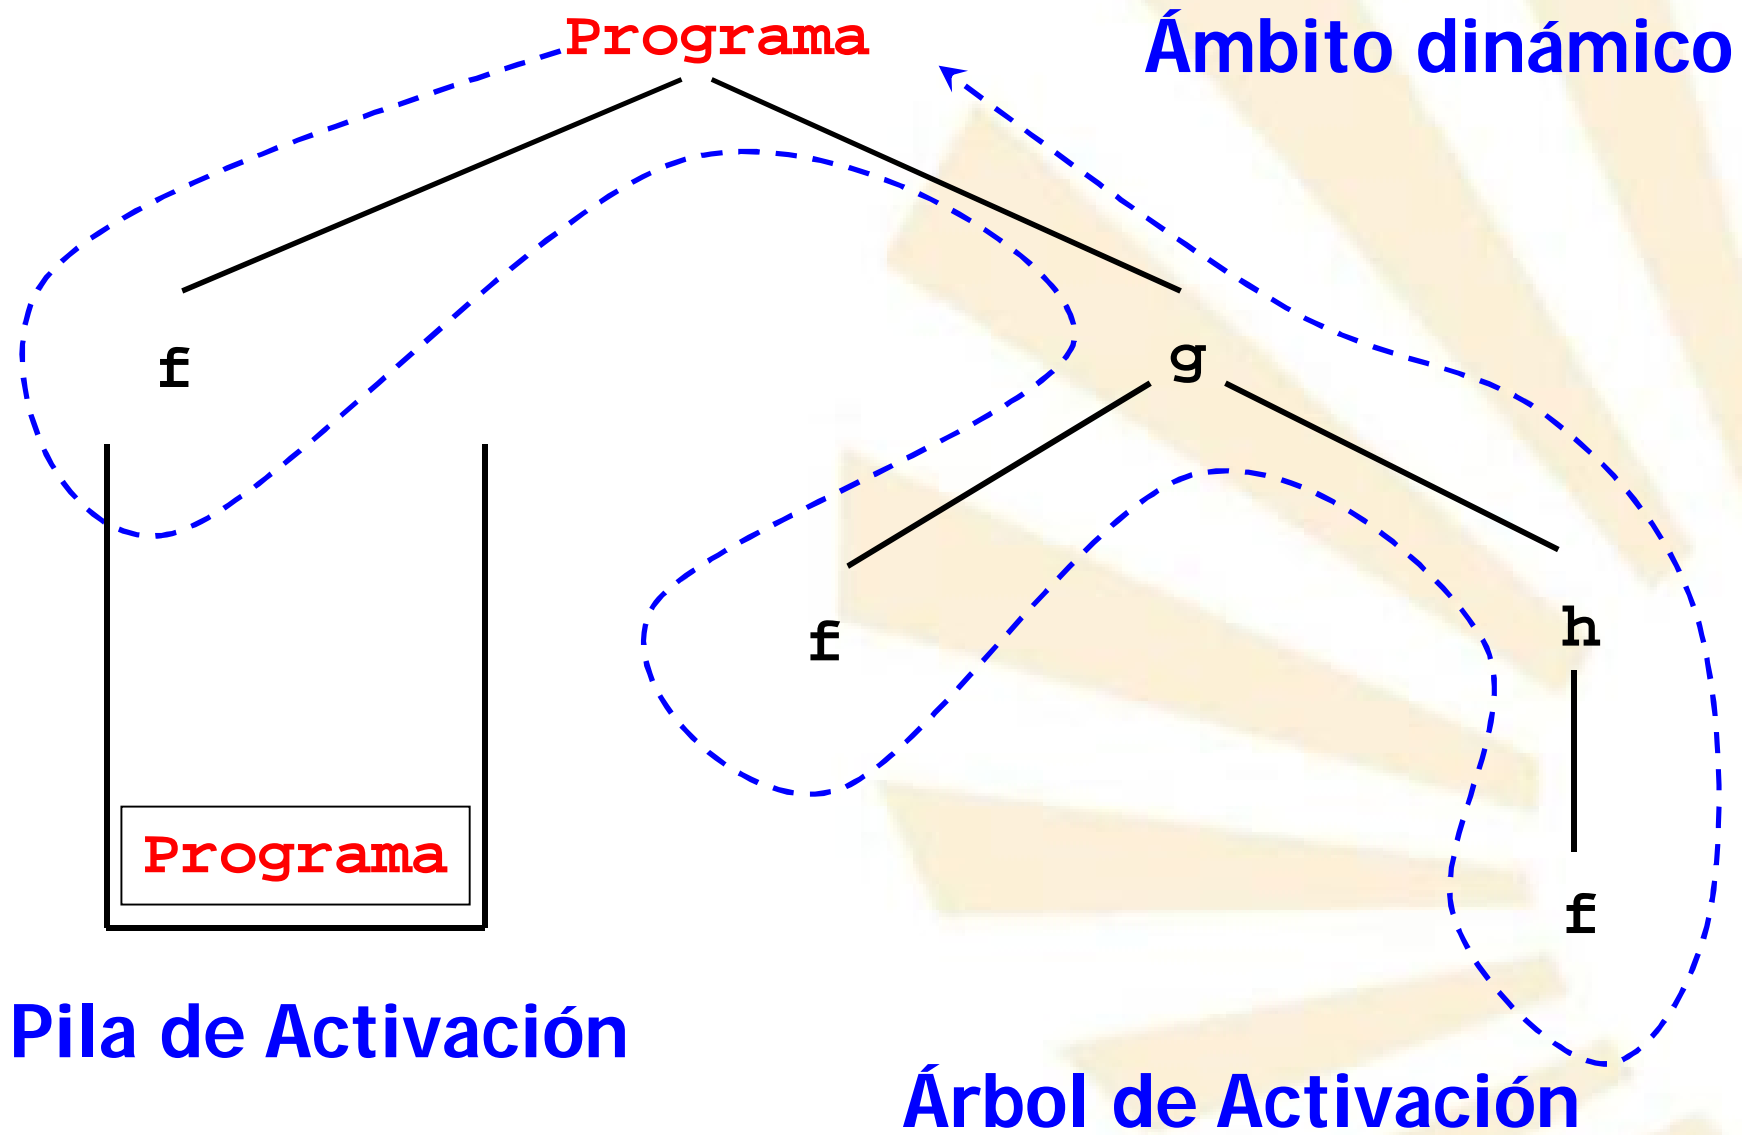 Programa
Ámbito dinámico
f
g
f
h
Programa
f
Pila de Activación
Árbol de Activación